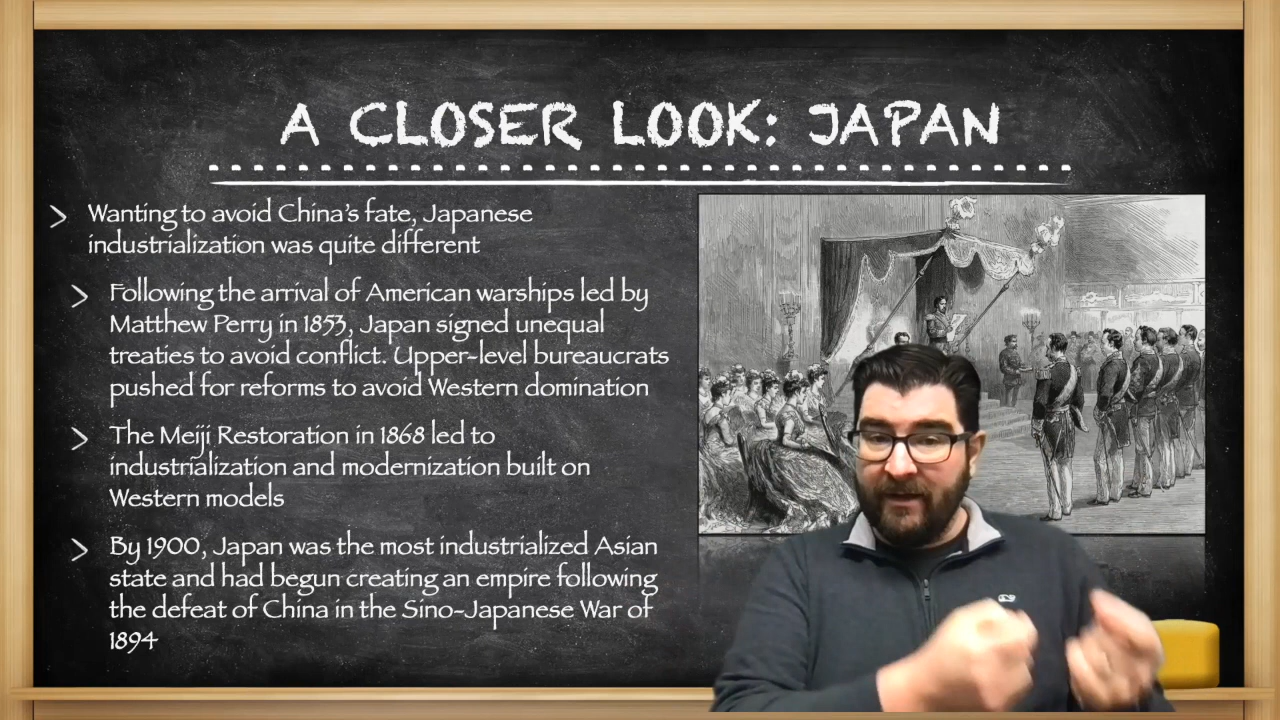 A CLOSER LOOK: JAPAN
Wanting to avoid China's fate, Japanese
industrialization was quite different
Following the arrival of American warships led by
Matthew Perry in 1853, Japan signed unequal
treaties to avoid conflict. Upper-level bureaucrats
pushed for reforms to avoid Western domination
The Meiji Restoration in 1868 led to
industrialization and modernization built on
Western models
By 1900, Japan was the most industrialized Asian
state and had begun creating an empire following
the defeat of China in the Sino-Japanese War of
1894